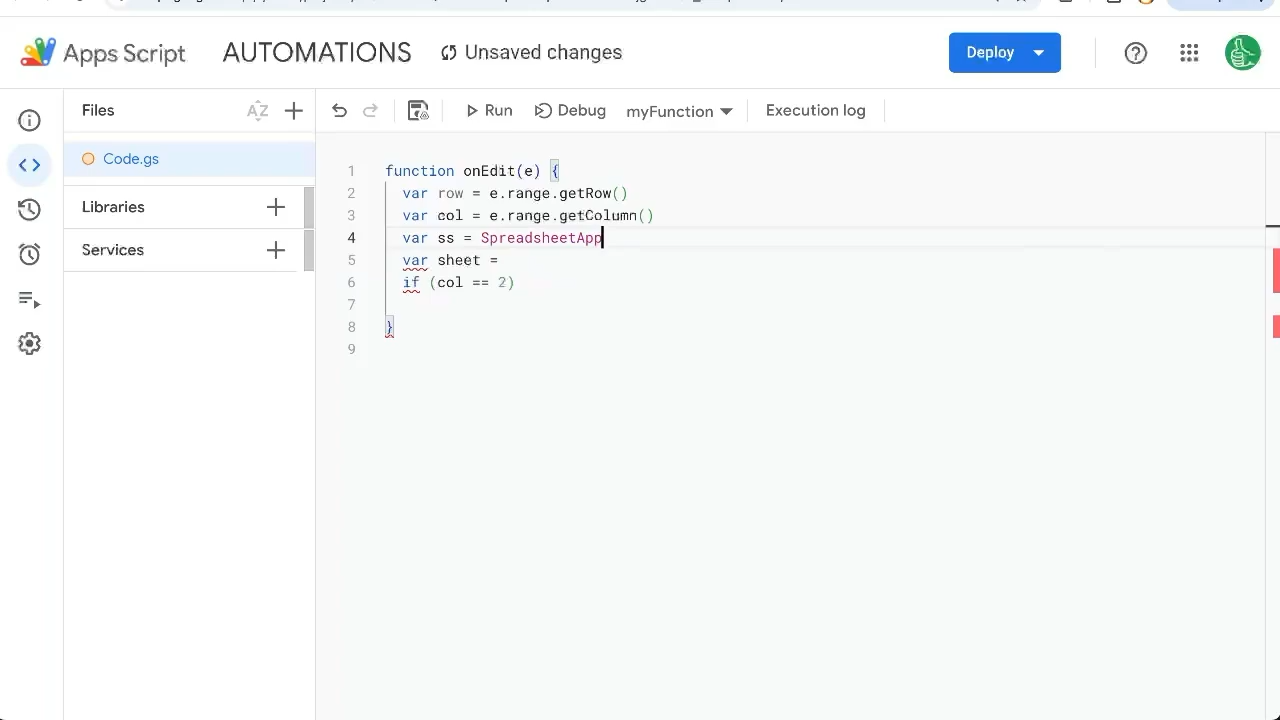 Apps Script
AUTOMATIONS
Unsaved changes
Deploy
Files
AZ
Run
Debug
myFunction
Execution log
Code.gs
Libraries
Services
1 function onEdit(e) {
2 var row = e.range.getRow()
3 var col = e.range.getColumn()
4 var ss = SpreadsheetApp
5 var sheet =
6 if (col == 2)
7
8 }
9